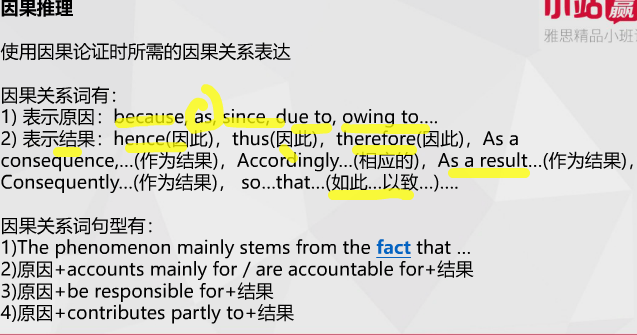 因果推理
小站赢
雅思精品小班
使用因果论证时所需的因果关系表达
因果关系词有：
1) 表示原因：because, as, since, due to, owing to....
2) 表示结果：hence(因此)，thus(因此)，therefore(因此)，As a
consequence,...(作为结果)，Accordingly...(相应的)，As a result...(作为结果)，
Consequently...(作为结果)， so...that...(如此...以致...)....
因果关系词句型有：
1)The phenomenon mainly stems from the fact that ...
2)原因+accounts mainly for / are accountable for+结果
3)原因+be responsible for+结果
4)原因+contributes partly to+结果